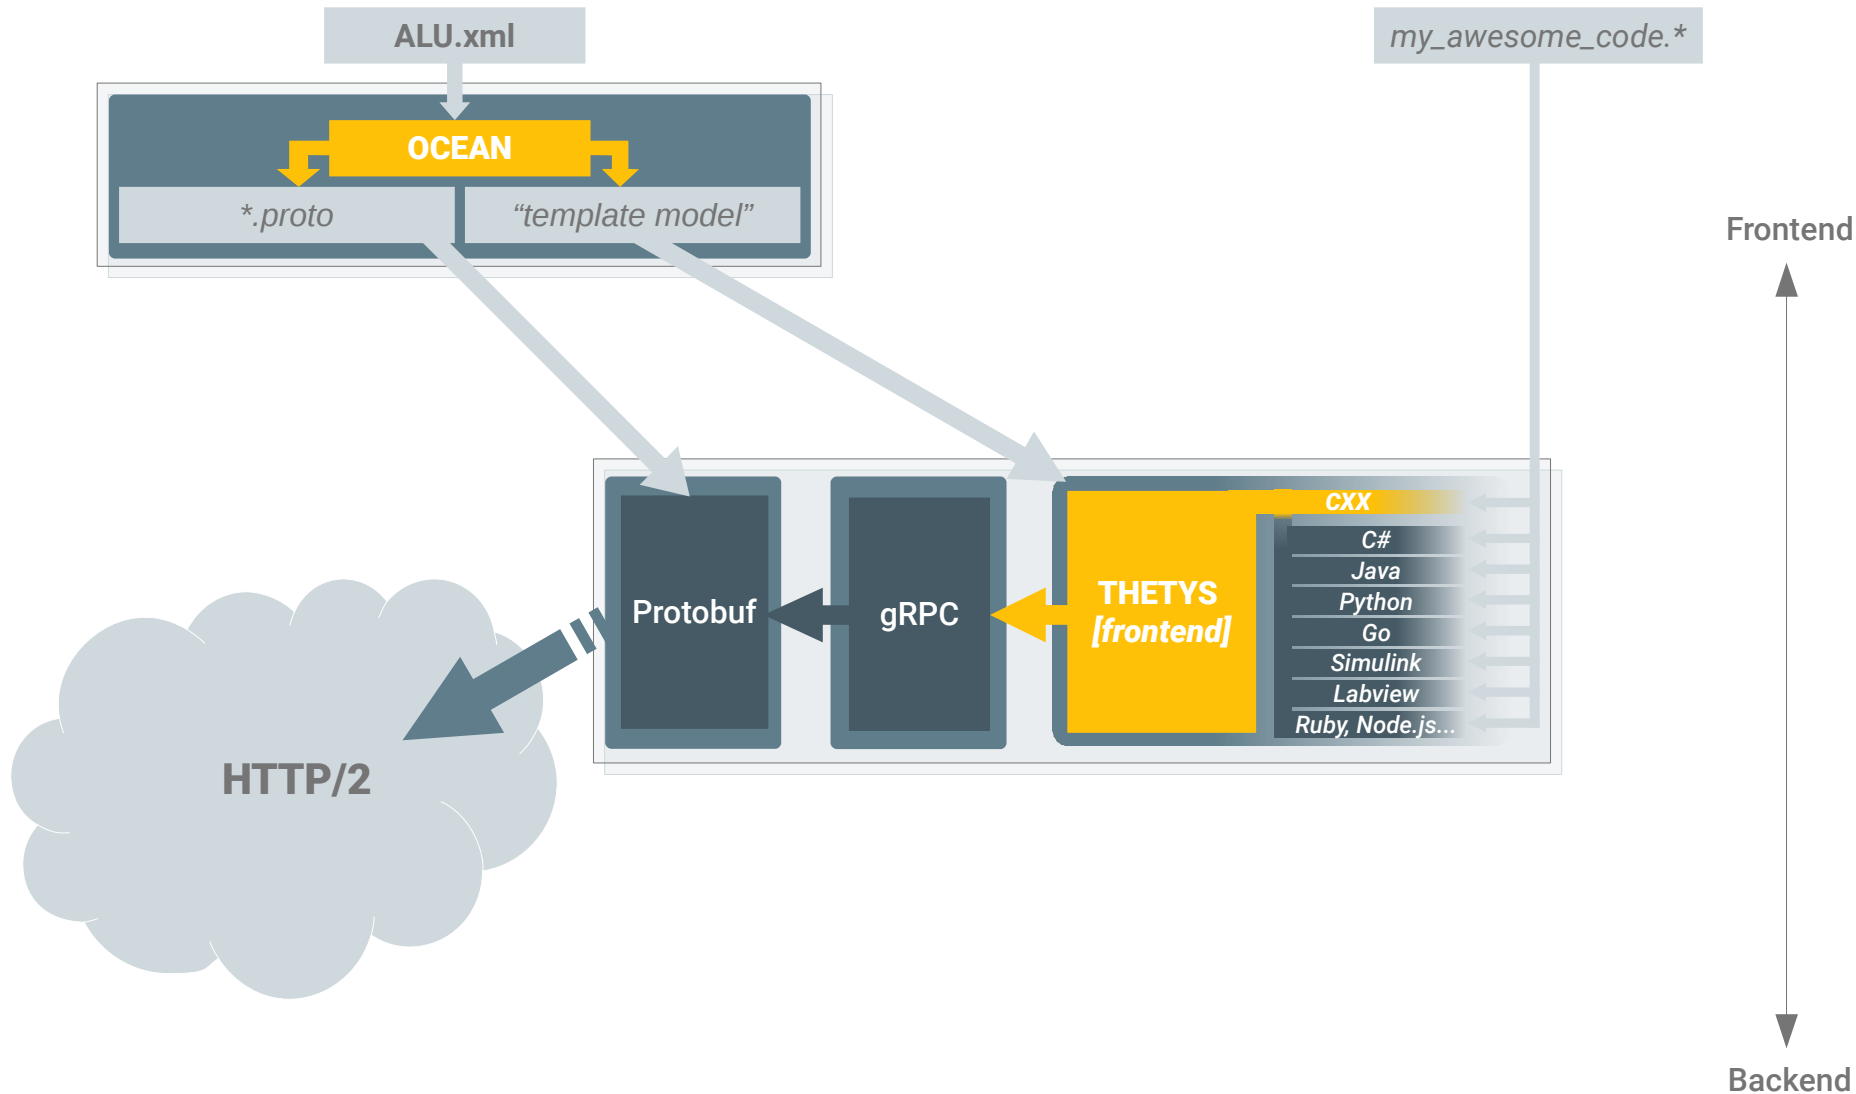 ALU.xml
my_awesome_code.*
OCEAN
*.proto
“template model”
Frontend
CXX
C#
Java
Python
Go
Simulink
Labview
Ruby, Node.js...
THETYS
[frontend]
gRPC
Protobuf
HTTP/2
Backend